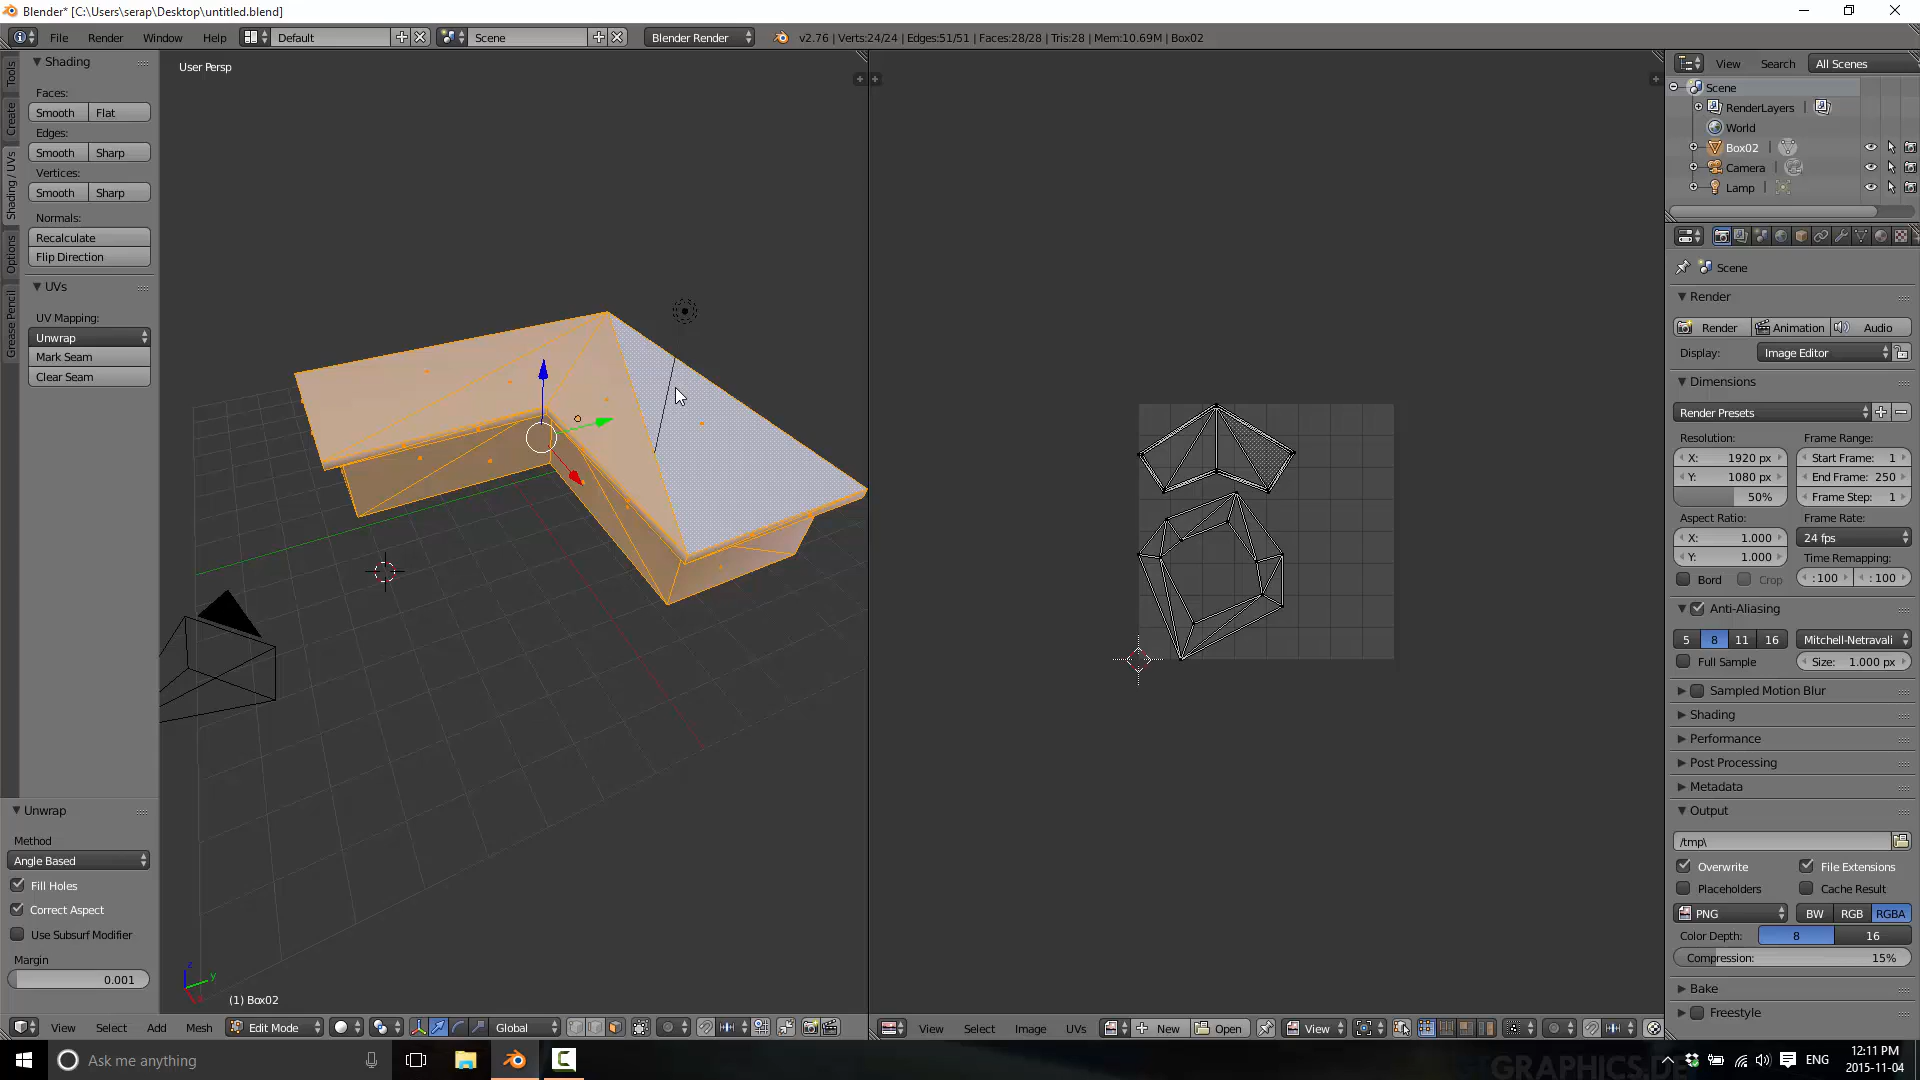 Blender* [C:\Users\serap\Desktop\untitled.blend]
File Render Window Help Default Scene Blender Render v2.76 | Verts:24/24 | Edges:51/51 | Faces:28/28 | Tris:28 | Mem:10.69M | Box02
Tools
Create
Shading / UVs
Options
Grease Pencil
Shading
Faces:
Smooth Flat
Edges:
Smooth Sharp
Vertices:
Smooth Sharp
Normals:
Recalculate
Flip Direction
UVs
UV Mapping:
Unwrap
Mark Seam
Clear Seam
Unwrap
Method
Angle Based
Fill Holes
Correct Aspect
Use Subsurf Modifier
Margin
0.001
User Persp
z
y
x
(1) Box02
View Select Add Mesh Edit Mode Global
View Select Image UVs New Open View
View Search All Scenes
Scene
RenderLayers
World
Box02
Camera
Lamp
Scene
Render
Render Animation Audio
Display: Image Editor
Dimensions
Render Presets
Resolution: Frame Range:
X: 1920 px Start Frame: 1
Y: 1080 px End Frame: 250
50% Frame Step: 1
Aspect Ratio: Frame Rate:
X: 1.000 24 fps
Y: 1.000 Time Remapping:
Bord Crop :100 :100
Anti-Aliasing
5 8 11 16 Mitchell-Netravali
Full Sample Size: 1.000 px
Sampled Motion Blur
Shading
Performance
Post Processing
Metadata
Output
/tmp\
Overwrite File Extensions
Placeholders Cache Result
PNG BW RGB RGBA
Color Depth: 8 16
Compression: 15%
Bake
Freestyle
Ask me anything
ENG
12:11 PM
2015-11-04